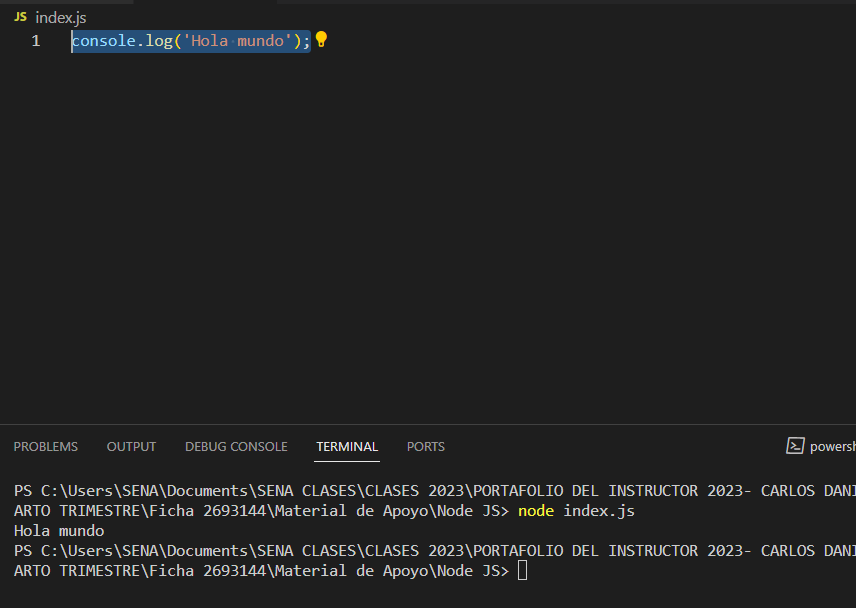 JS index.js
1 console.log('Hola mundo');
PROBLEMS OUTPUT DEBUG CONSOLE TERMINAL PORTS powersh
PS C:\Users\SENA\Documents\SENA CLASES\CLASES 2023\PORTAFOLIO DEL INSTRUCTOR 2023- CARLOS DANI
ARTO TRIMESTRE\Ficha 2693144\Material de Apoyo\Node JS> node index.js
Hola mundo
PS C:\Users\SENA\Documents\SENA CLASES\CLASES 2023\PORTAFOLIO DEL INSTRUCTOR 2023- CARLOS DANI
ARTO TRIMESTRE\Ficha 2693144\Material de Apoyo\Node JS>